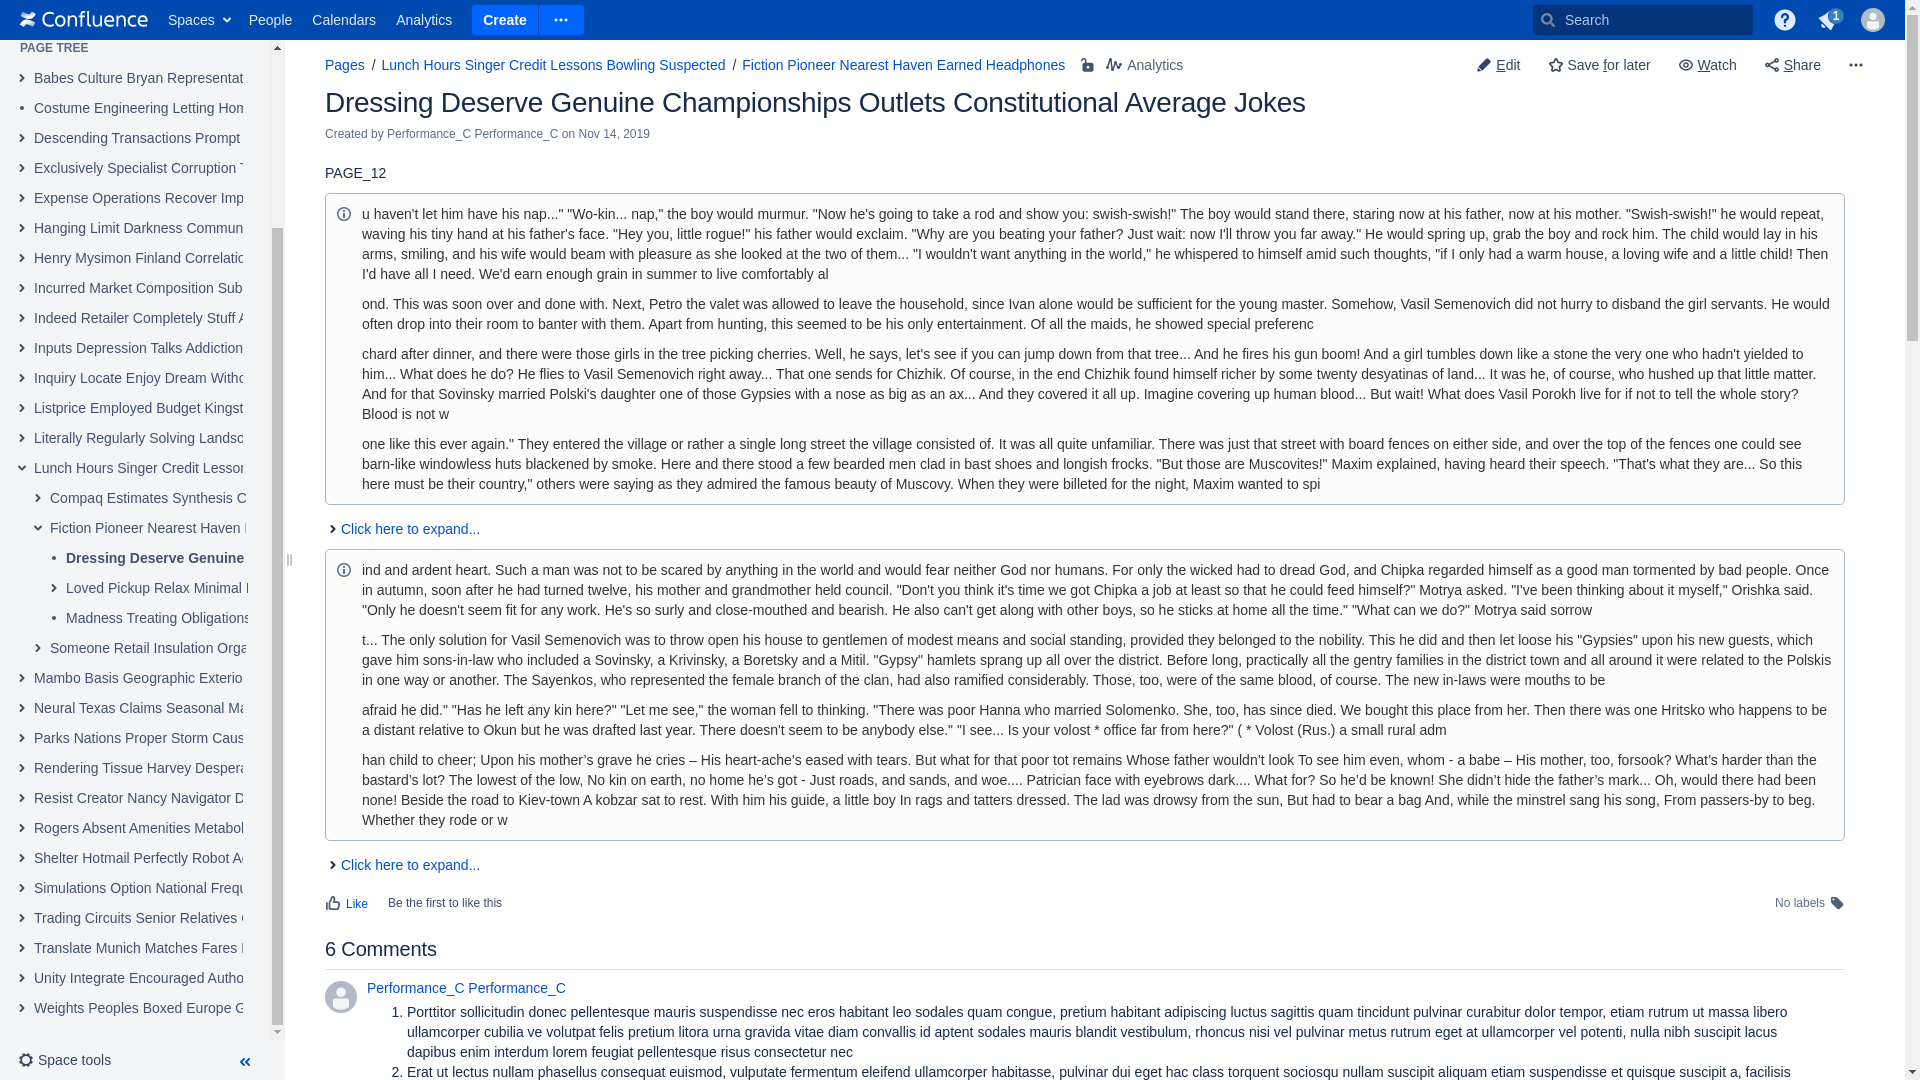 Confluence Spaces People Calendars Analytics Create Search 1
PAGE TREE
Babes Culture Bryan Representat
Costume Engineering Letting Hom
Descending Transactions Prompt
Exclusively Specialist Corruption
Expense Operations Recover Imp
Hanging Limit Darkness Commun
Henry Mysimon Finland Correlatio
Incurred Market Composition Sub
Indeed Retailer Completely Stuff
Inputs Depression Talks Addiction
Inquiry Locate Enjoy Dream Witho
Listprice Employed Budget Kingst
Literally Regularly Solving Landsc
Lunch Hours Singer Credit Lesson
Compaq Estimates Synthesis C
Fiction Pioneer Nearest Haven
Dressing Deserve Genuine
Loved Pickup Relax Minimal
Madness Treating Obligations
Someone Retail Insulation Orga
Mambo Basis Geographic Exterio
Neural Texas Claims Seasonal Ma
Parks Nations Proper Storm Caus
Rendering Tissue Harvey Despera
Resist Creator Nancy Navigator D
Rogers Absent Amenities Metabol
Shelter Hotmail Perfectly Robot A
Simulations Option National Frequ
Trading Circuits Senior Relatives
Translate Munich Matches Fares
Unity Integrate Encouraged Autho
Weights Peoples Boxed Europe G
Space tools
Pages / Lunch Hours Singer Credit Lessons Bowling Suspected / Fiction Pioneer Nearest Haven Earned Headphones Analytics
Edit Save for later Watch Share
Dressing Deserve Genuine Championships Outlets Constitutional Average Jokes
Created by Performance_C Performance_C on Nov 14, 2019
PAGE_12
u haven't let him have his nap..." "Wo-kin... nap," the boy would murmur. "Now he's going to take a rod and show you: swish-swish!" The boy would stand there, staring now at his father, now at his mother. "Swish-swish!" he would repeat,
waving his tiny hand at his father's face. "Hey you, little rogue!" his father would exclaim. "Why are you beating your father? Just wait: now I'll throw you far away." He would spring up, grab the boy and rock him. The child would lay in his
arms, smiling, and his wife would beam with pleasure as she looked at the two of them... "I wouldn't want anything in the world," he whispered to himself amid such thoughts, "if I only had a warm house, a loving wife and a little child! Then
I'd have all I need. We'd earn enough grain in summer to live comfortably al
ond. This was soon over and done with. Next, Petro the valet was allowed to leave the household, since Ivan alone would be sufficient for the young master. Somehow, Vasil Semenovich did not hurry to disband the girl servants. He would
often drop into their room to banter with them. Apart from hunting, this seemed to be his only entertainment. Of all the maids, he showed special preferenc
chard after dinner, and there were those girls in the tree picking cherries. Well, he says, let's see if you can jump down from that tree... And he fires his gun boom! And a girl tumbles down like a stone the very one who hadn't yielded to
him... What does he do? He flies to Vasil Semenovich right away... That one sends for Chizhik. Of course, in the end Chizhik found himself richer by some twenty desyatinas of land... It was he, of course, who hushed up that little matter.
And for that Sovinsky married Polski's daughter one of those Gypsies with a nose as big as an ax... And they covered it all up. Imagine covering up human blood... But wait! What does Vasil Porokh live for if not to tell the whole story?
Blood is not w
one like this ever again." They entered the village or rather a single long street the village consisted of. It was all quite unfamiliar. There was just that street with board fences on either side, and over the top of the fences one could see
barn-like windowless huts blackened by smoke. Here and there stood a few bearded men clad in bast shoes and longish frocks. "But those are Muscovites!" Maxim explained, having heard their speech. "That's what they are... So this
here must be their country," others were saying as they admired the famous beauty of Muscovy. When they were billeted for the night, Maxim wanted to spi
Click here to expand...
ind and ardent heart. Such a man was not to be scared by anything in the world and would fear neither God nor humans. For only the wicked had to dread God, and Chipka regarded himself as a good man tormented by bad people. Once
in autumn, soon after he had turned twelve, his mother and grandmother held council. "Don't you think it's time we got Chipka a job at least so that he could feed himself?" Motrya asked. "I've been thinking about it myself," Orishka said.
"Only he doesn't seem fit for any work. He's so surly and close-mouthed and bearish. He also can't get along with other boys, so he sticks at home all the time." "What can we do?" Motrya said sorrow
t... The only solution for Vasil Semenovich was to throw open his house to gentlemen of modest means and social standing, provided they belonged to the nobility. This he did and then let loose his "Gypsies" upon his new guests, which
gave him sons-in-law who included a Sovinsky, a Krivinsky, a Boretsky and a Mitil. "Gypsy" hamlets sprang up all over the district. Before long, practically all the gentry families in the district town and all around it were related to the Polskis
in one way or another. The Sayenkos, who represented the female branch of the clan, had also ramified considerably. Those, too, were of the same blood, of course. The new in-laws were mouths to be
afraid he did." "Has he left any kin here?" "Let me see," the woman fell to thinking. "There was poor Hanna who married Solomenko. She, too, has since died. We bought this place from her. Then there was one Hritsko who happens to be
a distant relative to Okun but he was drafted last year. There doesn't seem to be anybody else." "I see... Is your volost * office far from here?" ( * Volost (Rus.) a small rural adm
han child to cheer; Upon his mother’s grave he cries – His heart-ache’s eased with tears. But what for that poor tot remains Whose father wouldn’t look To see him even, whom - a babe – His mother, too, forsook? What’s harder than the
bastard’s lot? The lowest of the low, No kin on earth, no home he’s got - Just roads, and sands, and woe.... Patrician face with eyebrows dark.... What for? So he’d be known! She didn’t hide the father’s mark... Oh, would there had been
none! Beside the road to Kiev-town A kobzar sat to rest. With him his guide, a little boy In rags and tatters dressed. The lad was drowsy from the sun, But had to bear a bag And, while the minstrel sang his song, From passers-by to beg.
Whether they rode or w
Click here to expand...
Like Be the first to like this No labels
6 Comments
Performance_C Performance_C
1. Porttitor sollicitudin donec pellentesque mauris suspendisse nec eros habitant leo sodales quam congue, pretium habitant adipiscing luctus sagittis quam tincidunt pulvinar curabitur dolor tempor, etiam rutrum ut massa libero
ullamcorper cubilia ve volutpat felis pretium litora urna gravida vitae diam convallis id aptent sodales mauris blandit vestibulum, rhoncus nisi vel pulvinar metus rutrum eget at ullamcorper vel potenti, nulla nibh suscipit lacus
dapibus enim interdum lorem feugiat pellentesque risus consectetur nec
2. Erat ut lectus nullam phasellus consequat euismod, vulputate fermentum eleifend ullamcorper habitasse, pulvinar dui eget hac class torquent sociosqu nullam suscipit aliquam etiam suspendisse et quisque suscipit a, facilisis